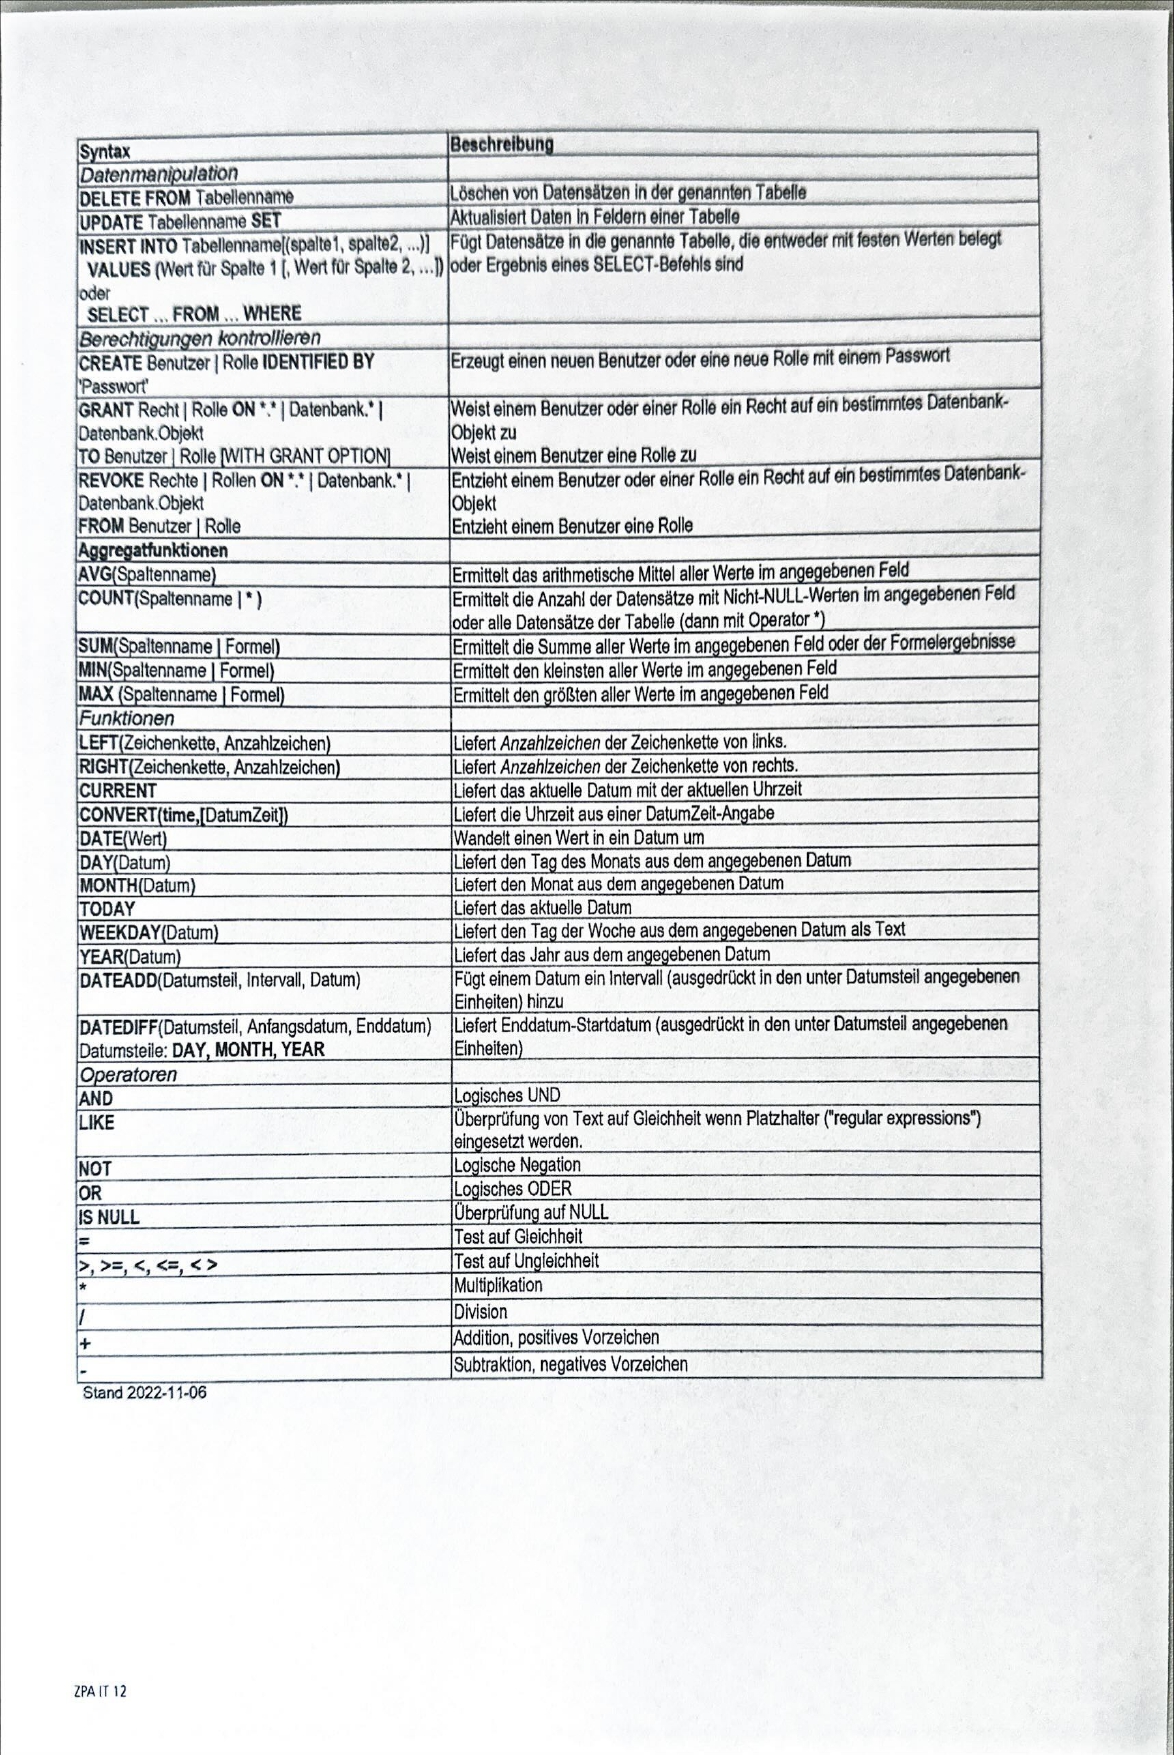 Syntax Beschreibung
Datenmanipulation
DELETE FROM Tabellenname Löschen von Datensätzen in der genannten Tabelle
UPDATE Tabellenname SET Aktualisiert Daten in Feldern einer Tabelle
INSERT INTO Tabellenname[(spalte1, spalte2, ...)] Fügt Datensätze in die genannte Tabelle, die entweder mit festen Werten belegt
VALUES (Wert für Spalte 1 [, Wert für Spalte 2, ...]) oder Ergebnis eines SELECT-Befehls sind
oder
SELECT ... FROM ... WHERE
Berechtigungen kontrollieren
CREATE Benutzer | Rolle IDENTIFIED BY Erzeugt einen neuen Benutzer oder eine neue Rolle mit einem Passwort
'Passwort'
GRANT Recht | Rolle ON *.* | Datenbank.* | Weist einem Benutzer oder einer Rolle ein Recht auf ein bestimmtes Datenbank-
Datenbank.Objekt Objekt zu
TO Benutzer | Rolle [WITH GRANT OPTION] Weist einem Benutzer eine Rolle zu
REVOKE Rechte | Rollen ON *.* | Datenbank.* | Entzieht einem Benutzer oder einer Rolle ein Recht auf ein bestimmtes Datenbank-
Datenbank.Objekt Objekt
FROM Benutzer | Rolle Entzieht einem Benutzer eine Rolle
Aggregatfunktionen
AVG(Spaltenname) Ermittelt das arithmetische Mittel aller Werte im angegebenen Feld
COUNT(Spaltenname | * ) Ermittelt die Anzahl der Datensätze mit Nicht-NULL-Werten im angegebenen Feld
oder alle Datensätze der Tabelle (dann mit Operator *)
SUM(Spaltenname | Formel) Ermittelt die Summe aller Werte im angegebenen Feld oder der Formelergebnisse
MIN(Spaltenname | Formel) Ermittelt den kleinsten aller Werte im angegebenen Feld
MAX (Spaltenname | Formel) Ermittelt den größten aller Werte im angegebenen Feld
Funktionen
LEFT(Zeichenkette, Anzahlzeichen) Liefert Anzahlzeichen der Zeichenkette von links.
RIGHT(Zeichenkette, Anzahlzeichen) Liefert Anzahlzeichen der Zeichenkette von rechts.
CURRENT Liefert das aktuelle Datum mit der aktuellen Uhrzeit
CONVERT(time,[DatumZeit]) Liefert die Uhrzeit aus einer DatumZeit-Angabe
DATE(Wert) Wandelt einen Wert in ein Datum um
DAY(Datum) Liefert den Tag des Monats aus dem angegebenen Datum
MONTH(Datum) Liefert den Monat aus dem angegebenen Datum
TODAY Liefert das aktuelle Datum
WEEKDAY(Datum) Liefert den Tag der Woche aus dem angegebenen Datum als Text
YEAR(Datum) Liefert das Jahr aus dem angegebenen Datum
DATEADD(Datumsteil, Intervall, Datum) Fügt einem Datum ein Intervall (ausgedrückt in den unter Datumsteil angegebenen
Einheiten) hinzu
DATEDIFF(Datumsteil, Anfangsdatum, Enddatum) Liefert Enddatum-Startdatum (ausgedrückt in den unter Datumsteil angegebenen
Datumsteile: DAY, MONTH, YEAR Einheiten)
Operatoren
AND Logisches UND
LIKE Überprüfung von Text auf Gleichheit wenn Platzhalter ("regular expressions")
eingesetzt werden.
NOT Logische Negation
OR Logisches ODER
IS NULL Überprüfung auf NULL
= Test auf Gleichheit
>, >=, <, <=, < > Test auf Ungleichheit
* Multiplikation
/ Division
+ Addition, positives Vorzeichen
- Subtraktion, negatives Vorzeichen
Stand 2022-11-06
ZPA IT 12